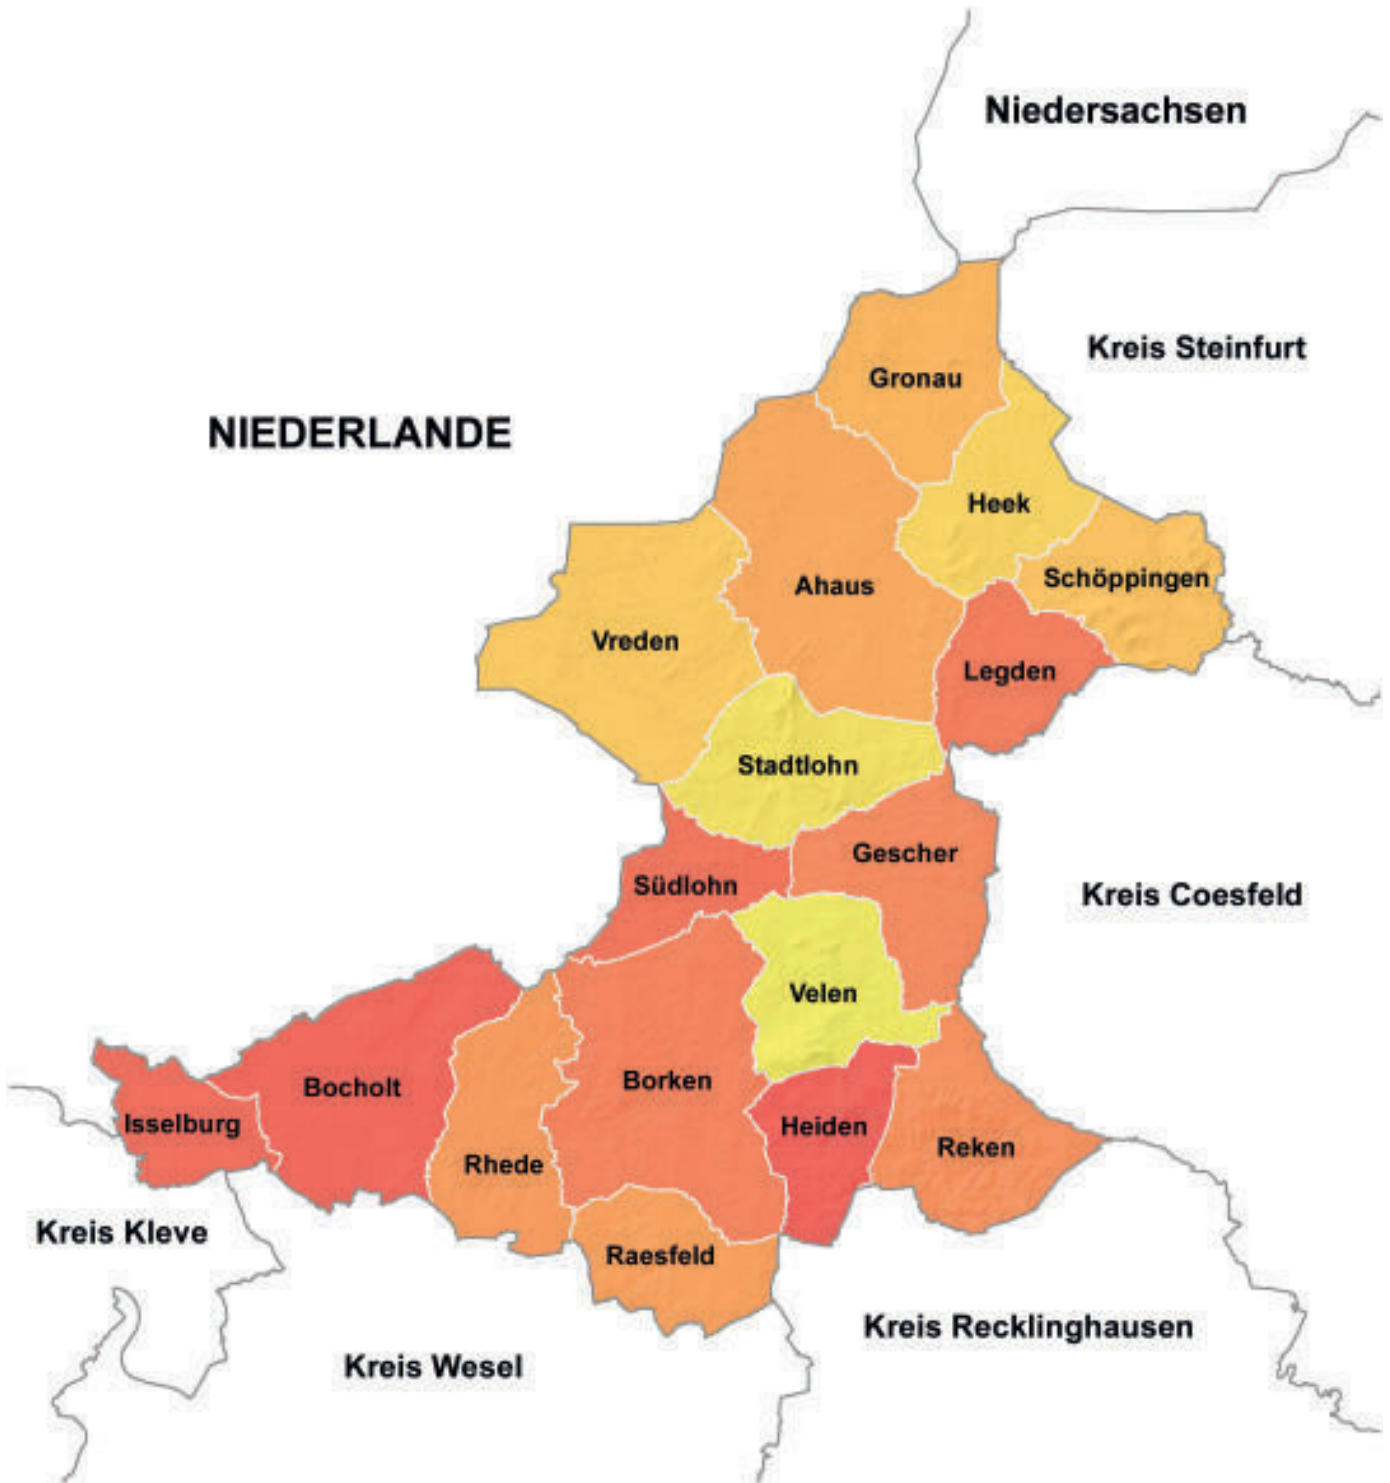 Niedersachsen
Kreis Steinfurt
Gronau
NIEDERLANDE
Heek
Schöppingen
Ahaus
Vreden
Legden
Stadtlohn
Gescher
Südlohn
Kreis Coesfeld
Velen
Borken
Bocholt
Isselburg
Heiden
Reken
Rhede
Kreis Kleve
Raesfeld
Kreis Recklinghausen
Kreis Wesel